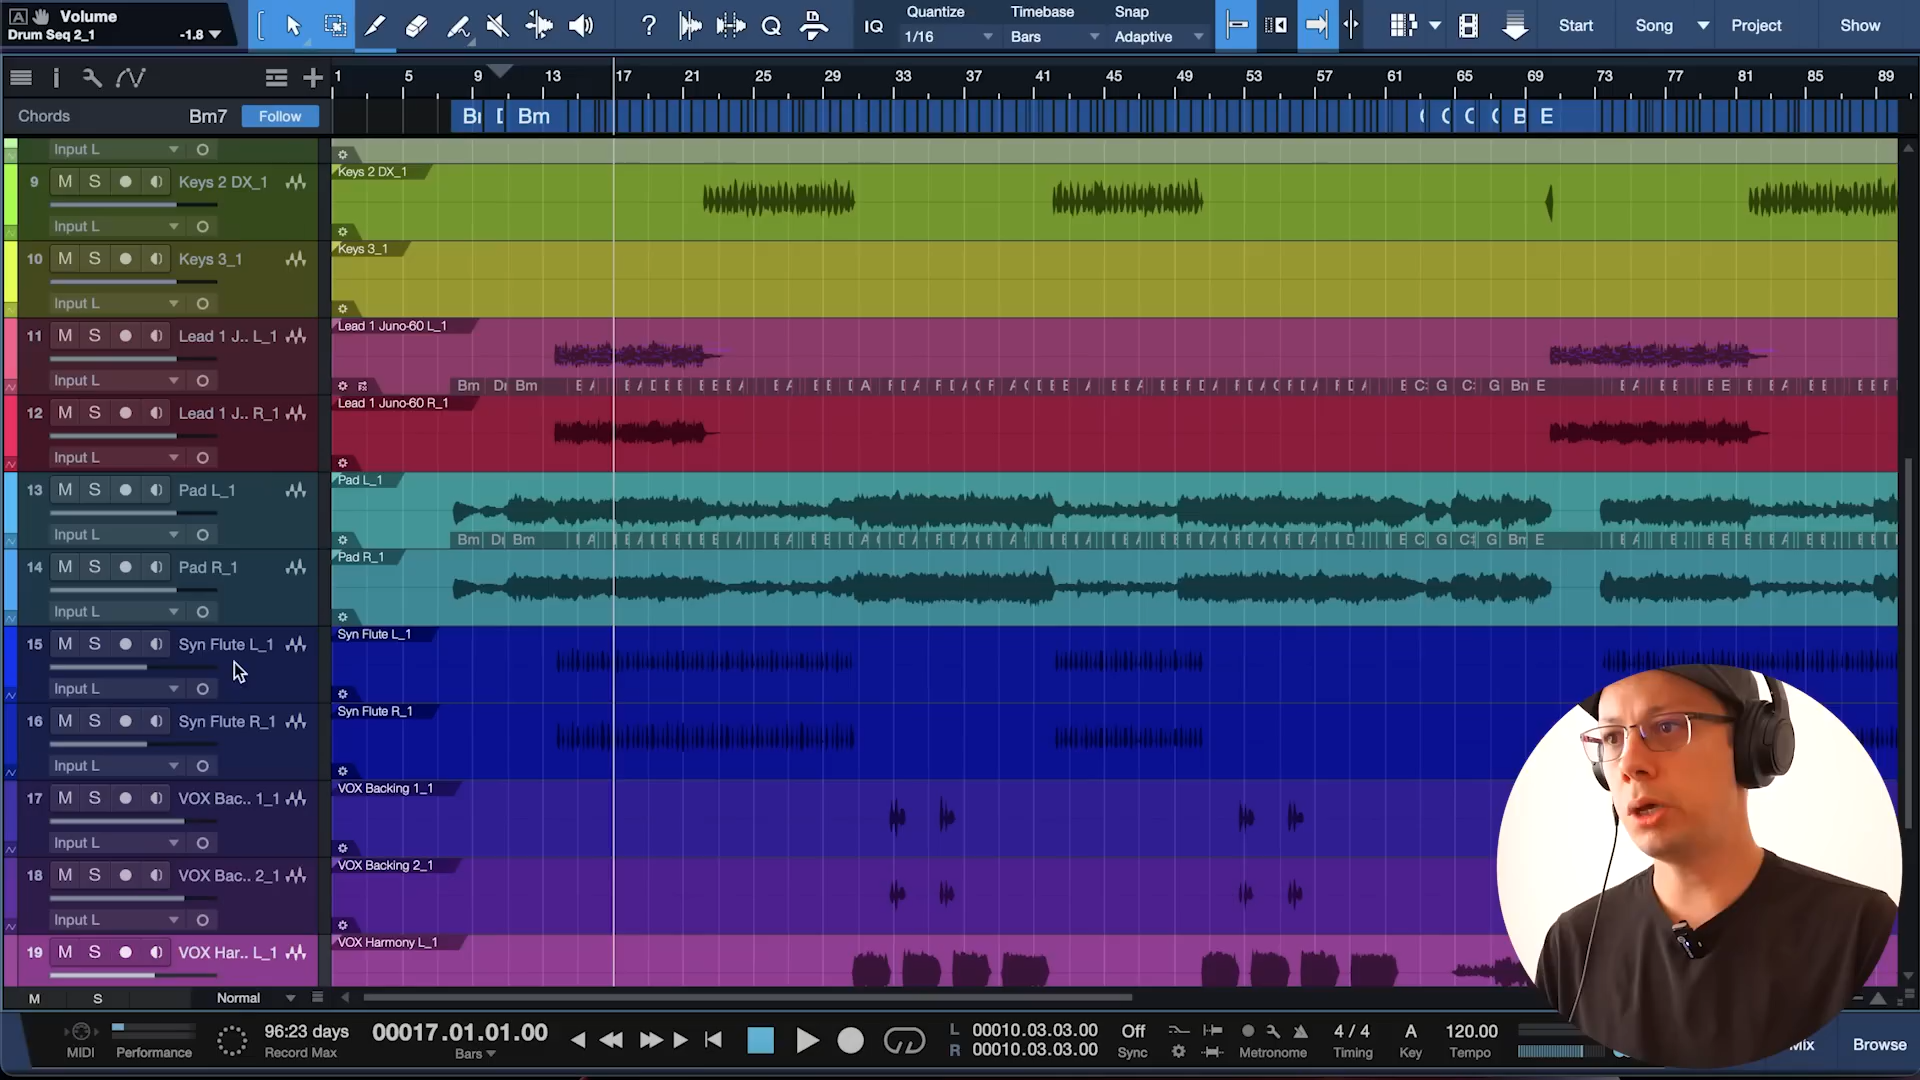 Volume
Drum Seq 2_1
-1.8
IQ
Quantize
1/16
Timebase
Bars
Snap
Adaptive
Start
Song
Project
Show
1 5 9 13 17 21 25 29 33 37 41 45 49 53 57 61 65 69 73 77 81 85 89
Chords
Bm7
Follow
Bm
B E
Input L
9 M S Keys 2 DX_1
Input L
Keys 2 DX_1
10 M S Keys 3_1
Input L
Keys 3_1
11 M S Lead 1 J.. L_1
Input L
Lead 1 Juno-60 L_1
Bm Bm
12 M S Lead 1 J.. R_1
Input L
Lead 1 Juno-60 R_1
13 M S Pad L_1
Input L
Pad L_1
Bm Bm
14 M S Pad R_1
Input L
Pad R_1
15 M S Syn Flute L_1
Input L
Syn Flute L_1
16 M S Syn Flute R_1
Input L
Syn Flute R_1
17 M S VOX Bac.. 1_1
Input L
VOX Backing 1_1
18 M S VOX Bac.. 2_1
Input L
VOX Backing 2_1
19 M S VOX Har.. L_1
VOX Harmony L_1
M S Normal
MIDI
Performance
96:23 days
Record Max
00017.01.01.00
Bars
L 00010.03.03.00
R 00010.03.03.00
Off
Sync
Metronome
4 / 4
Timing
A
Key
120.00
Tempo
Mix
Browse